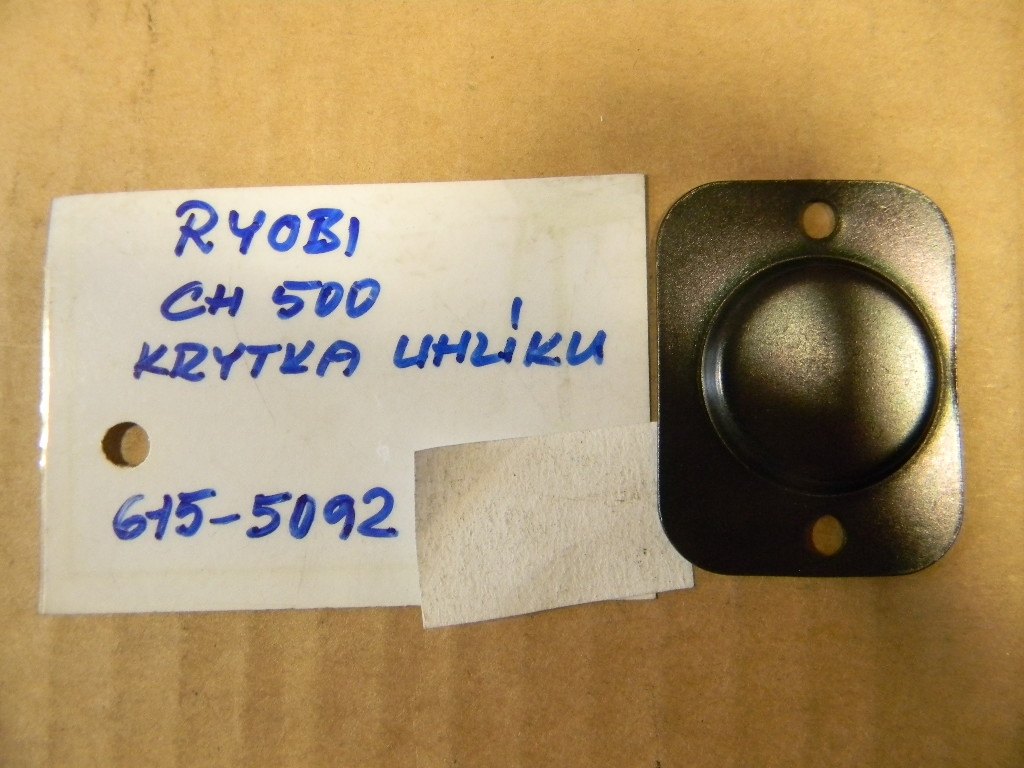 RYOBI
CH 500
KRYTKA UHLÍKU
615-5092